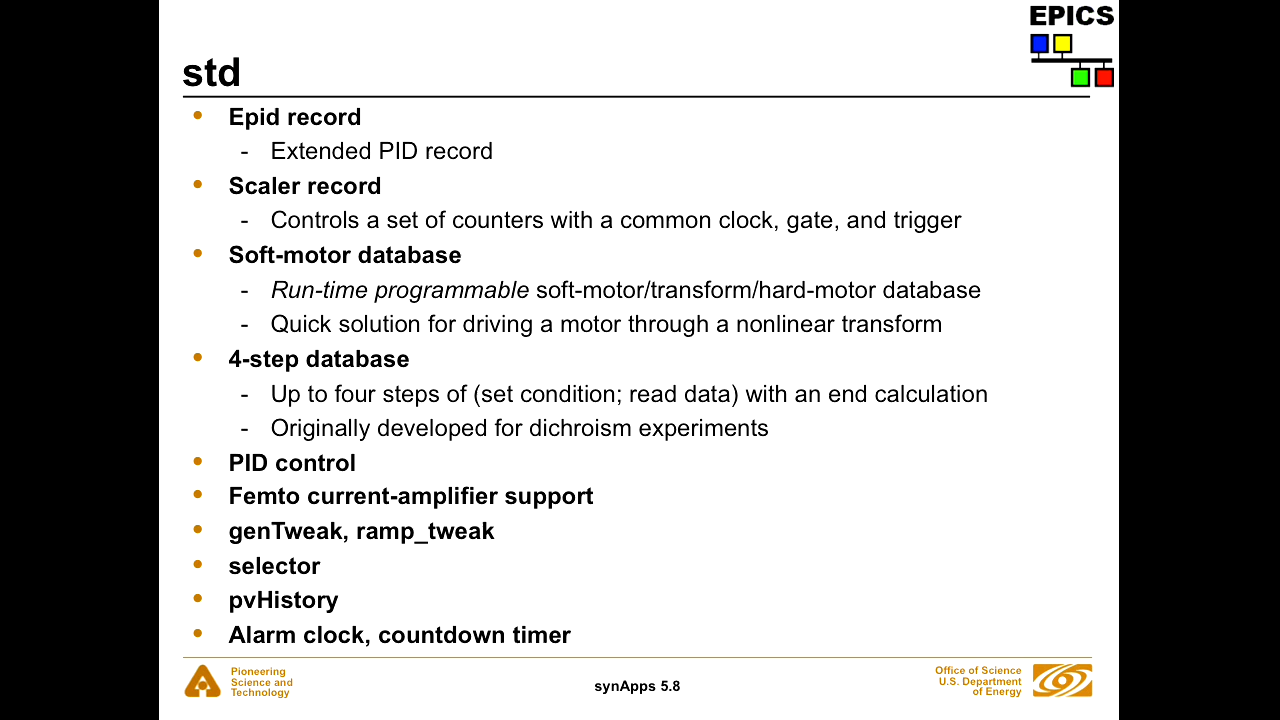 EPICS
std
• Epid record
- Extended PID record
• Scaler record
- Controls a set of counters with a common clock, gate, and trigger
• Soft-motor database
- Run-time programmable soft-motor/transform/hard-motor database
- Quick solution for driving a motor through a nonlinear transform
• 4-step database
- Up to four steps of (set condition; read data) with an end calculation
- Originally developed for dichroism experiments
• PID control
• Femto current-amplifier support
• genTweak, ramp_tweak
• selector
• pvHistory
• Alarm clock, countdown timer
Pioneering
Science and
Technology
synApps 5.8
Office of Science
U.S. Department
of Energy